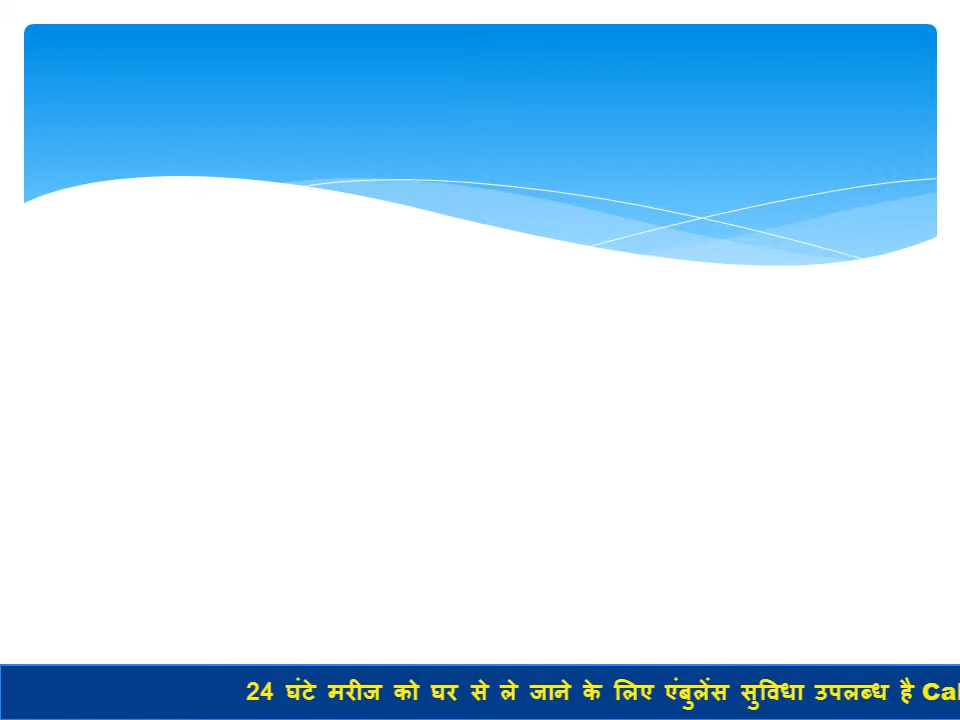 24 घंटे मरीज को घर से ले जाने के लिए एंबुलेंस सुविधा उपलब्ध है